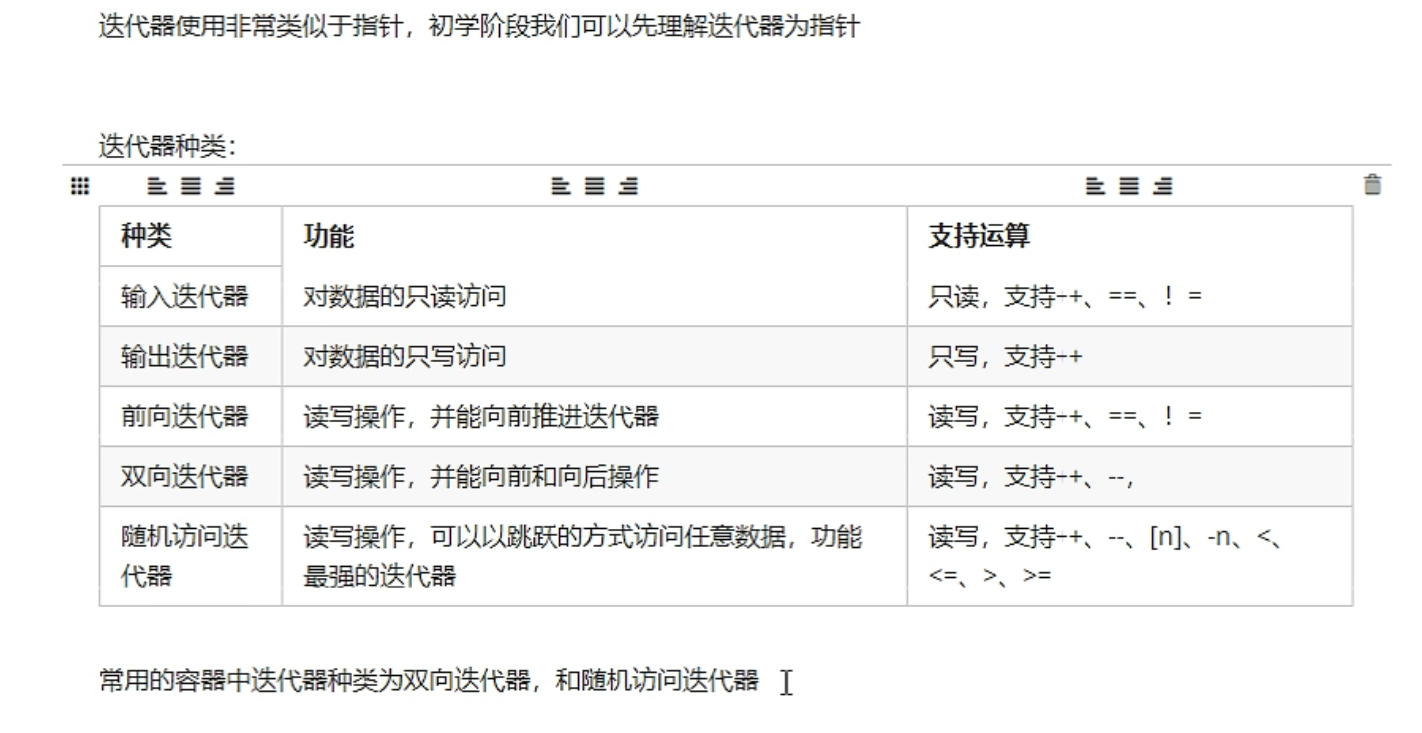 迭代器使用非常类似于指针，初学阶段我们可以先理解迭代器为指针
迭代器种类：
种类 功能 支持运算
输入迭代器 对数据的只读访问 只读，支持++、==、！=
输出迭代器 对数据的只写访问 只写，支持++
前向迭代器 读写操作，并能向前推进迭代器 读写，支持++、==、！=
双向迭代器 读写操作，并能向前和向后操作 读写，支持++、--，
随机访问迭 读写操作，可以以跳跃的方式访问任意数据，功能 读写，支持++、--、[n]、-n、<、
代器 最强的迭代器 <=、>、>=
常用的容器中迭代器种类为双向迭代器，和随机访问迭代器